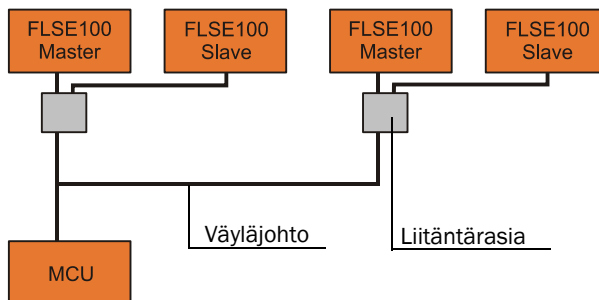 FLSE100
Master
FLSE100
Slave
FLSE100
Master
FLSE100
Slave
Väyläjohto
Liitäntärasia
MCU